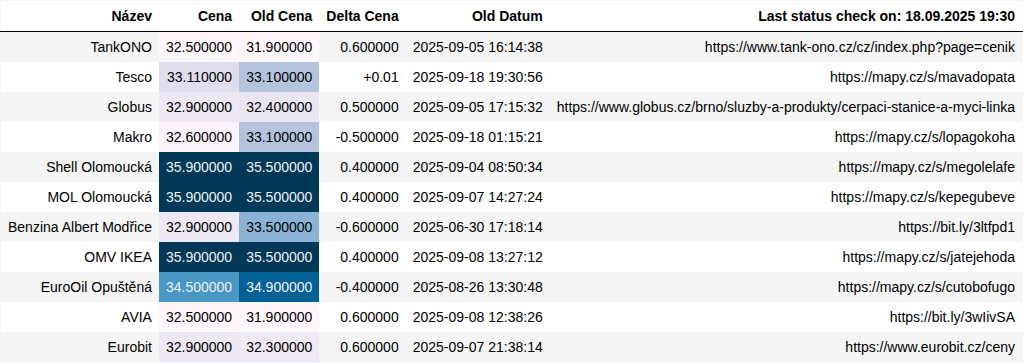 Název Cena Old Cena Delta Cena Old Datum Last status check on: 18.09.2025 19:30
TankONO 32.500000 31.900000 0.600000 2025-09-05 16:14:38 https://www.tank-ono.cz/cz/index.php?page=cenik
Tesco 33.110000 33.100000 +0.01 2025-09-18 19:30:56 https://mapy.cz/s/mavadopata
Globus 32.900000 32.400000 0.500000 2025-09-05 17:15:32 https://www.globus.cz/brno/sluzby-a-produkty/cerpaci-stanice-a-myci-linka
Makro 32.600000 33.100000 -0.500000 2025-09-18 01:15:21 https://mapy.cz/s/lopagokoha
Shell Olomoucká 35.900000 35.500000 0.400000 2025-09-04 08:50:34 https://mapy.cz/s/megolelafe
MOL Olomoucká 35.900000 35.500000 0.400000 2025-09-07 14:27:24 https://mapy.cz/s/kepegubeve
Benzina Albert Modřice 32.900000 33.500000 -0.600000 2025-06-30 17:18:14 https://bit.ly/3ltfpd1
OMV IKEA 35.900000 35.500000 0.400000 2025-09-08 13:27:12 https://mapy.cz/s/jatejehoda
EuroOil Opuštěná 34.500000 34.900000 -0.400000 2025-08-26 13:30:48 https://mapy.cz/s/cutobofugo
AVIA 32.500000 31.900000 0.600000 2025-09-08 12:38:26 https://bit.ly/3wIivSA
Eurobit 32.900000 32.300000 0.600000 2025-09-07 21:38:14 https://www.eurobit.cz/ceny